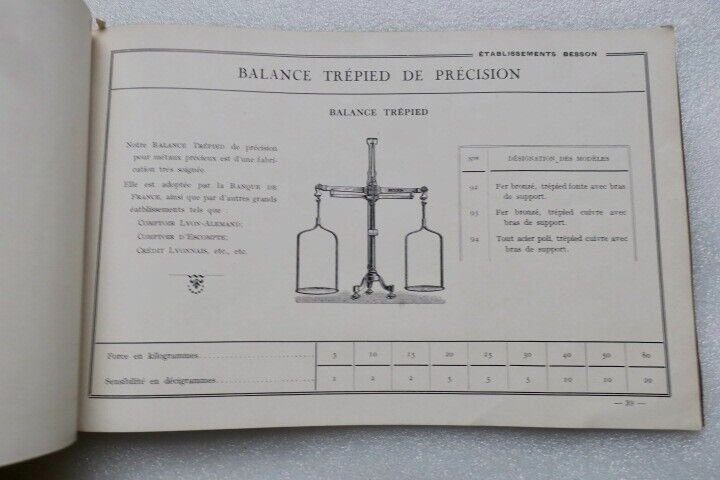 ÉTABLISSEMENTS BESSON
BALANCE TRÉPIED DE PRÉCISION
BALANCE TRÉPIED
Notre BALANCE TRÉPIED de précision
pour métaux précieux est d'une fabri-
cation très soignée.
Elle est adoptée par la BANQUE DE
FRANCE, ainsi que par d'autres grands
établissements tels que :
COMPTOIR LYON-ALEMAND;
COMPTOIR D'ESCOMPTE;
CRÉDIT LYONNAIS, etc., etc.
Nos DÉSIGNATION DES MODÈLES
92 Fer bronzé, trépied fonte avec bras
de support.
93 Fer bronzé, trépied cuivre avec
bras de support.
94 Tout acier poli, trépied cuivre avec
bras de support.
Force en kilogrammes 5 10 15 20 25 30 40 50 60
Sensibilité en décigrammes 1 2 2 3 5 5 10 10 20